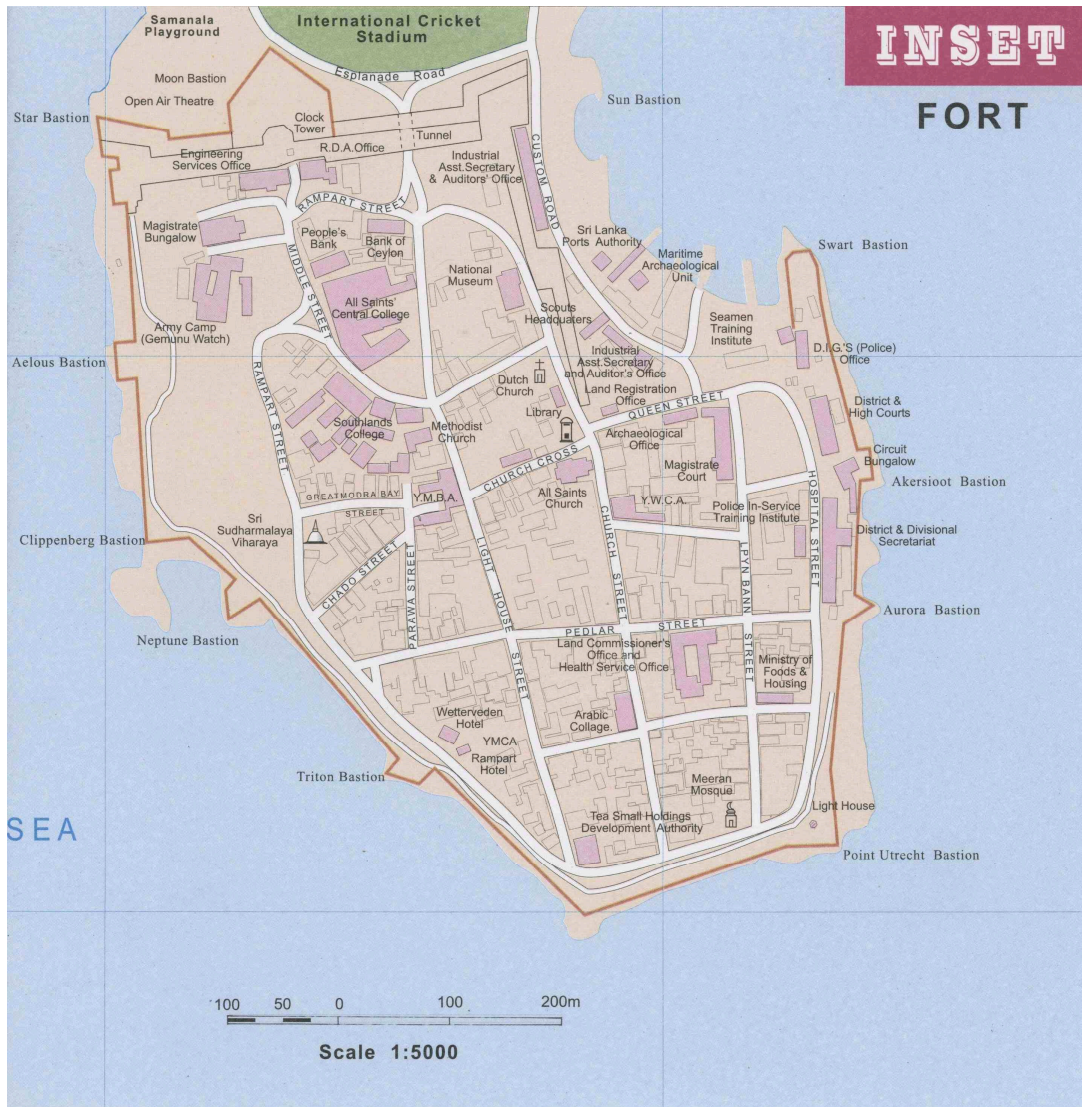 INSET
FORT
Samanala
Playground
International Cricket
Stadium
Moon Bastion
Esplanade Road
Open Air Theatre
Sun Bastion
Star Bastion
Clock
Tower
Tunnel
R.D.A.Office
Engineering
Services Office
Industrial
Asst.Secretary
& Auditors' Office
CUSTOM ROAD
RAMPART STREET
Magistrate
Bungalow
People's
Bank
Bank of
Ceylon
MIDDLE STREET
Sri Lanka
Ports Authority
Maritime
Archaeological
Unit
Swart Bastion
National
Museum
All Saints'
Central College
Army Camp
(Gemunu Watch)
Scouts
Headquaters
Seamen
Training
Institute
D.I.G.'S (Police)
Office
Aelous Bastion
RAMPART STREET
Industrial
Asst.Secretary
and Auditor's Office
Dutch
Church
Land Registration
Office
Library
QUEEN STREET
District &
High Courts
Southlands
College
Methodist
Church
Archaeological
Office
CHURCH CROSS
Circuit
Bungalow
Magistrate
Court
Akersioot Bastion
GREATMODRA BAY
STREET
Y.M.B.A.
All Saints
Church
Y.W.C.A.
Police In-Service
Training Institute
HOSPITAL STREET
Sri
Sudharmalaya
Viharaya
District & Divisional
Secretariat
Clippenberg Bastion
CHADO STREET
PARAWA STREET
LIGHT HOUSE STREET
CHURCH STREET
LPYN BANN STREET
Aurora Bastion
Neptune Bastion
PEDLAR STREET
Land Commissioner's
Office and
Health Service Office
Ministry of
Foods &
Housing
Wetterveden
Hotel
Arabic
Collage.
YMCA
Rampart
Hotel
Triton Bastion
Meeran
Mosque
Light House
Tea Small Holdings
Development Authority
SEA
Point Utrecht Bastion
100 50 0 100 200m
Scale 1:5000